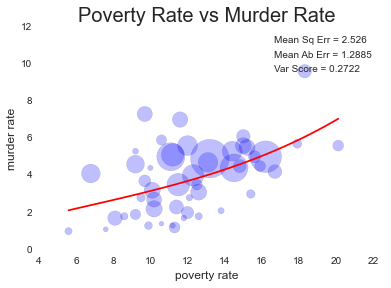 Poverty Rate vs Murder Rate
Mean Sq Err = 2.526
Mean Ab Err = 1.2885
Var Score = 0.2722
12
10
8
6
4
2
0
murder rate
4 6 8 10 12 14 16 18 20 22
poverty rate